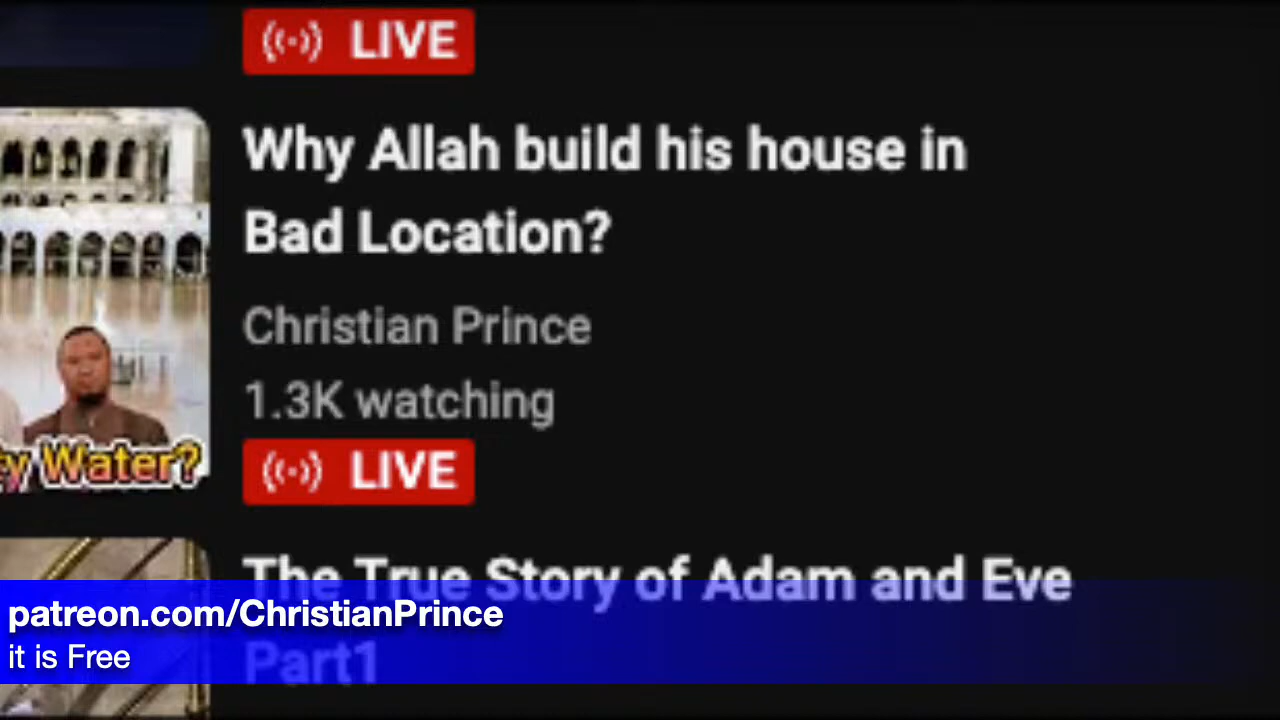 LIVE
Why Allah build his house in
Bad Location?
Christian Prince
1.3K watching
Water?
LIVE
The True Story of Adam and Eve
Part1
patreon.com/ChristianPrince
it is Free